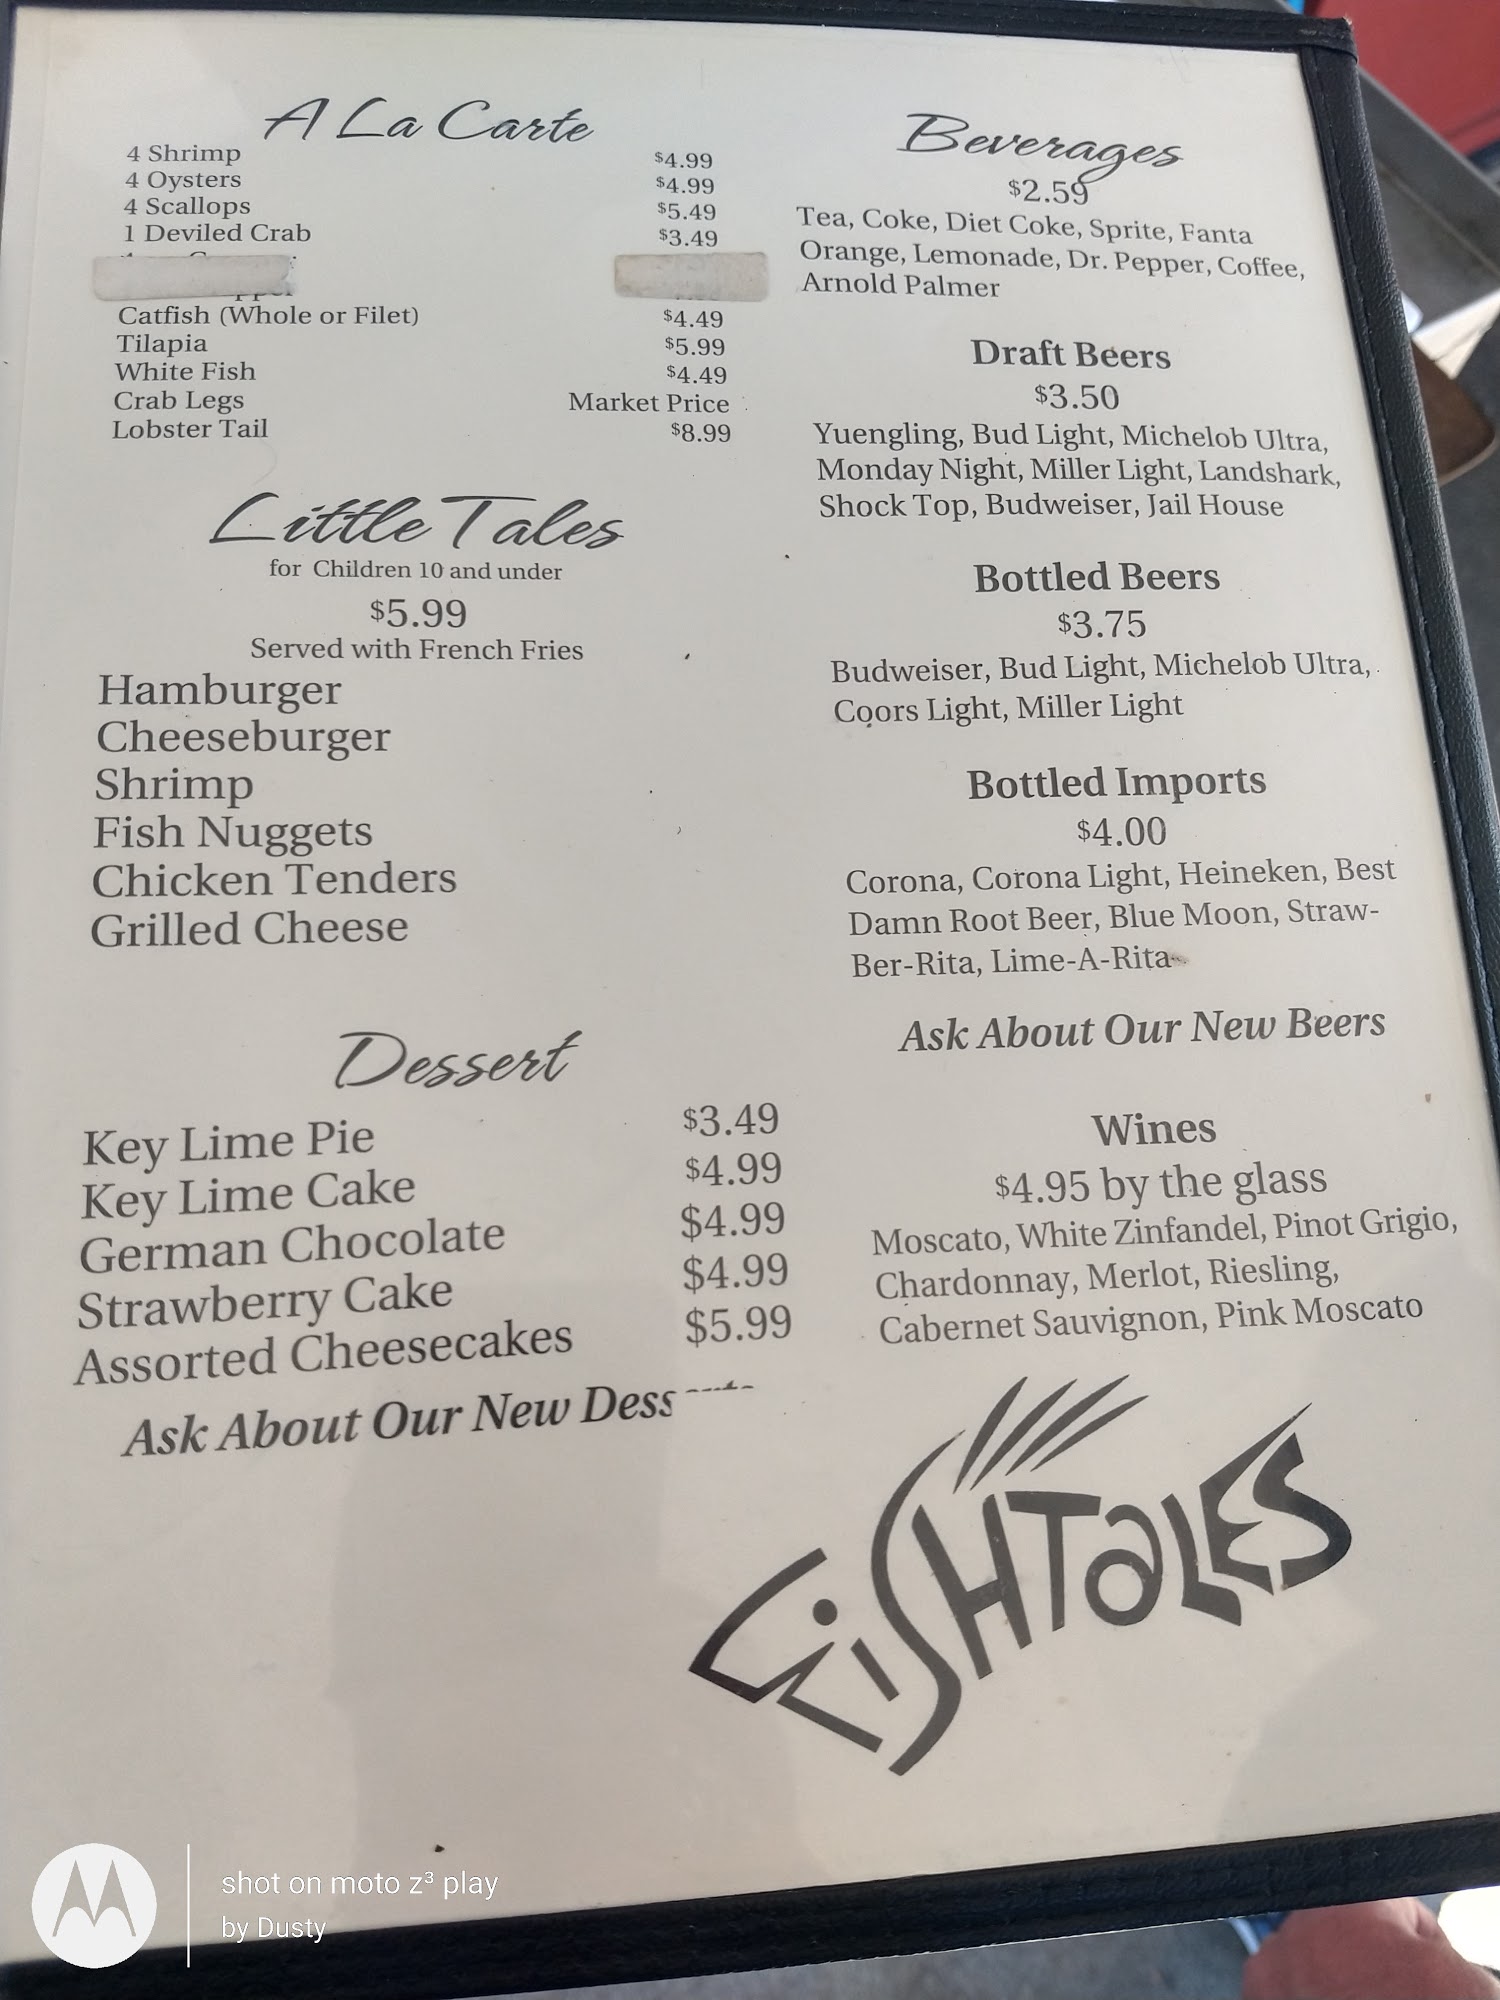 A La Carte
4 Shrimp $4.99
4 Oysters $4.99
4 Scallops $5.49
1 Deviled Crab $3.49
Catfish (Whole or Filet) $4.49
Tilapia $5.99
White Fish $4.49
Crab Legs Market Price
Lobster Tail $8.99
Little Tales
for Children 10 and under
$5.99
Served with French Fries
Hamburger
Cheeseburger
Shrimp
Fish Nuggets
Chicken Tenders
Grilled Cheese
Dessert
Key Lime Pie $3.49
Key Lime Cake $4.99
German Chocolate $4.99
Strawberry Cake $4.99
Assorted Cheesecakes $5.99
Ask About Our New
Beverages
$2.59
Tea, Coke, Diet Coke, Sprite, Fanta
Orange, Lemonade, Dr. Pepper, Coffee,
Arnold Palmer
Draft Beers
$3.50
Yuengling, Bud Light, Michelob Ultra,
Monday Night, Miller Light, Landshark,
Shock Top, Budweiser, Jail House
Bottled Beers
$3.75
Budweiser, Bud Light, Michelob Ultra,
Coors Light, Miller Light
Bottled Imports
$4.00
Corona, Corona Light, Heineken, Best
Damn Root Beer, Blue Moon, Straw-
Ber-Rita, Lime-A-Rita
Ask About Our New Beers
Wines
$4.95 by the glass
Moscato, White Zinfandel, Pinot Grigio,
Chardonnay, Merlot, Riesling,
Cabernet Sauvignon, Pink Moscato
FISHTALES
shot on moto z³ play
by Dusty